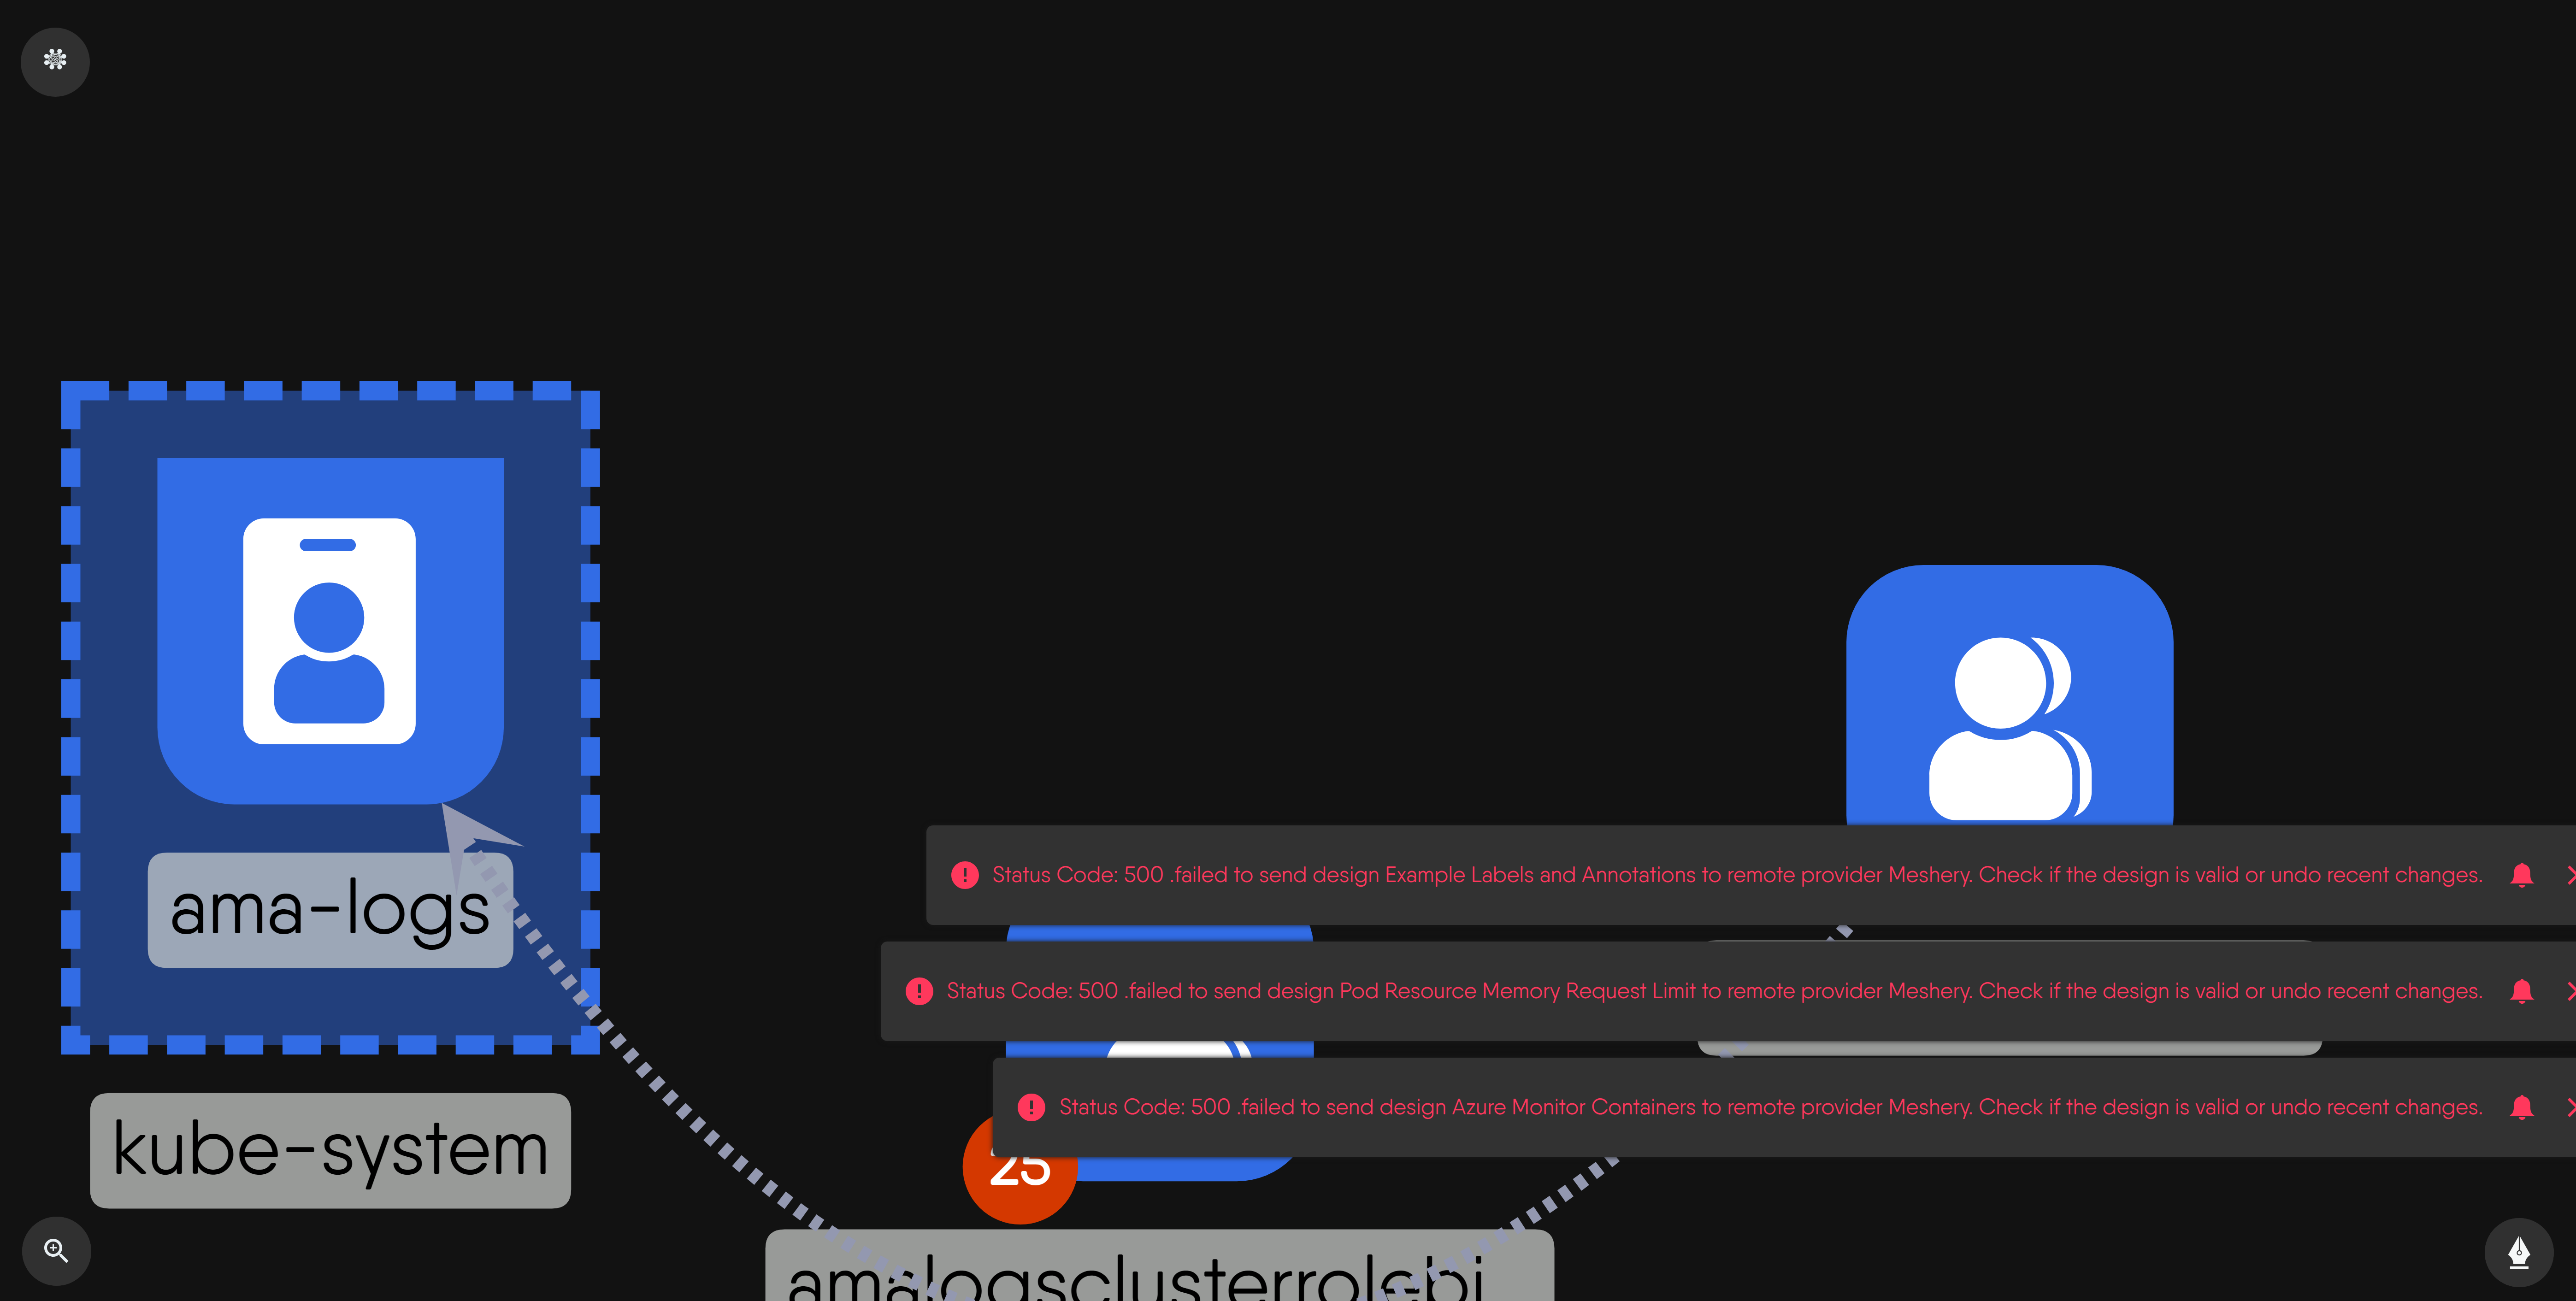 ama-logs
kube-system
Status Code: 500 .failed to send design Example Labels and Annotations to remote provider Meshery. Check if the design is valid or undo recent changes.
Status Code: 500 .failed to send design Pod Resource Memory Request Limit to remote provider Meshery. Check if the design is valid or undo recent changes.
Status Code: 500 .failed to send design Azure Monitor Containers to remote provider Meshery. Check if the design is valid or undo recent changes.
25
amalogsclusterrolebi